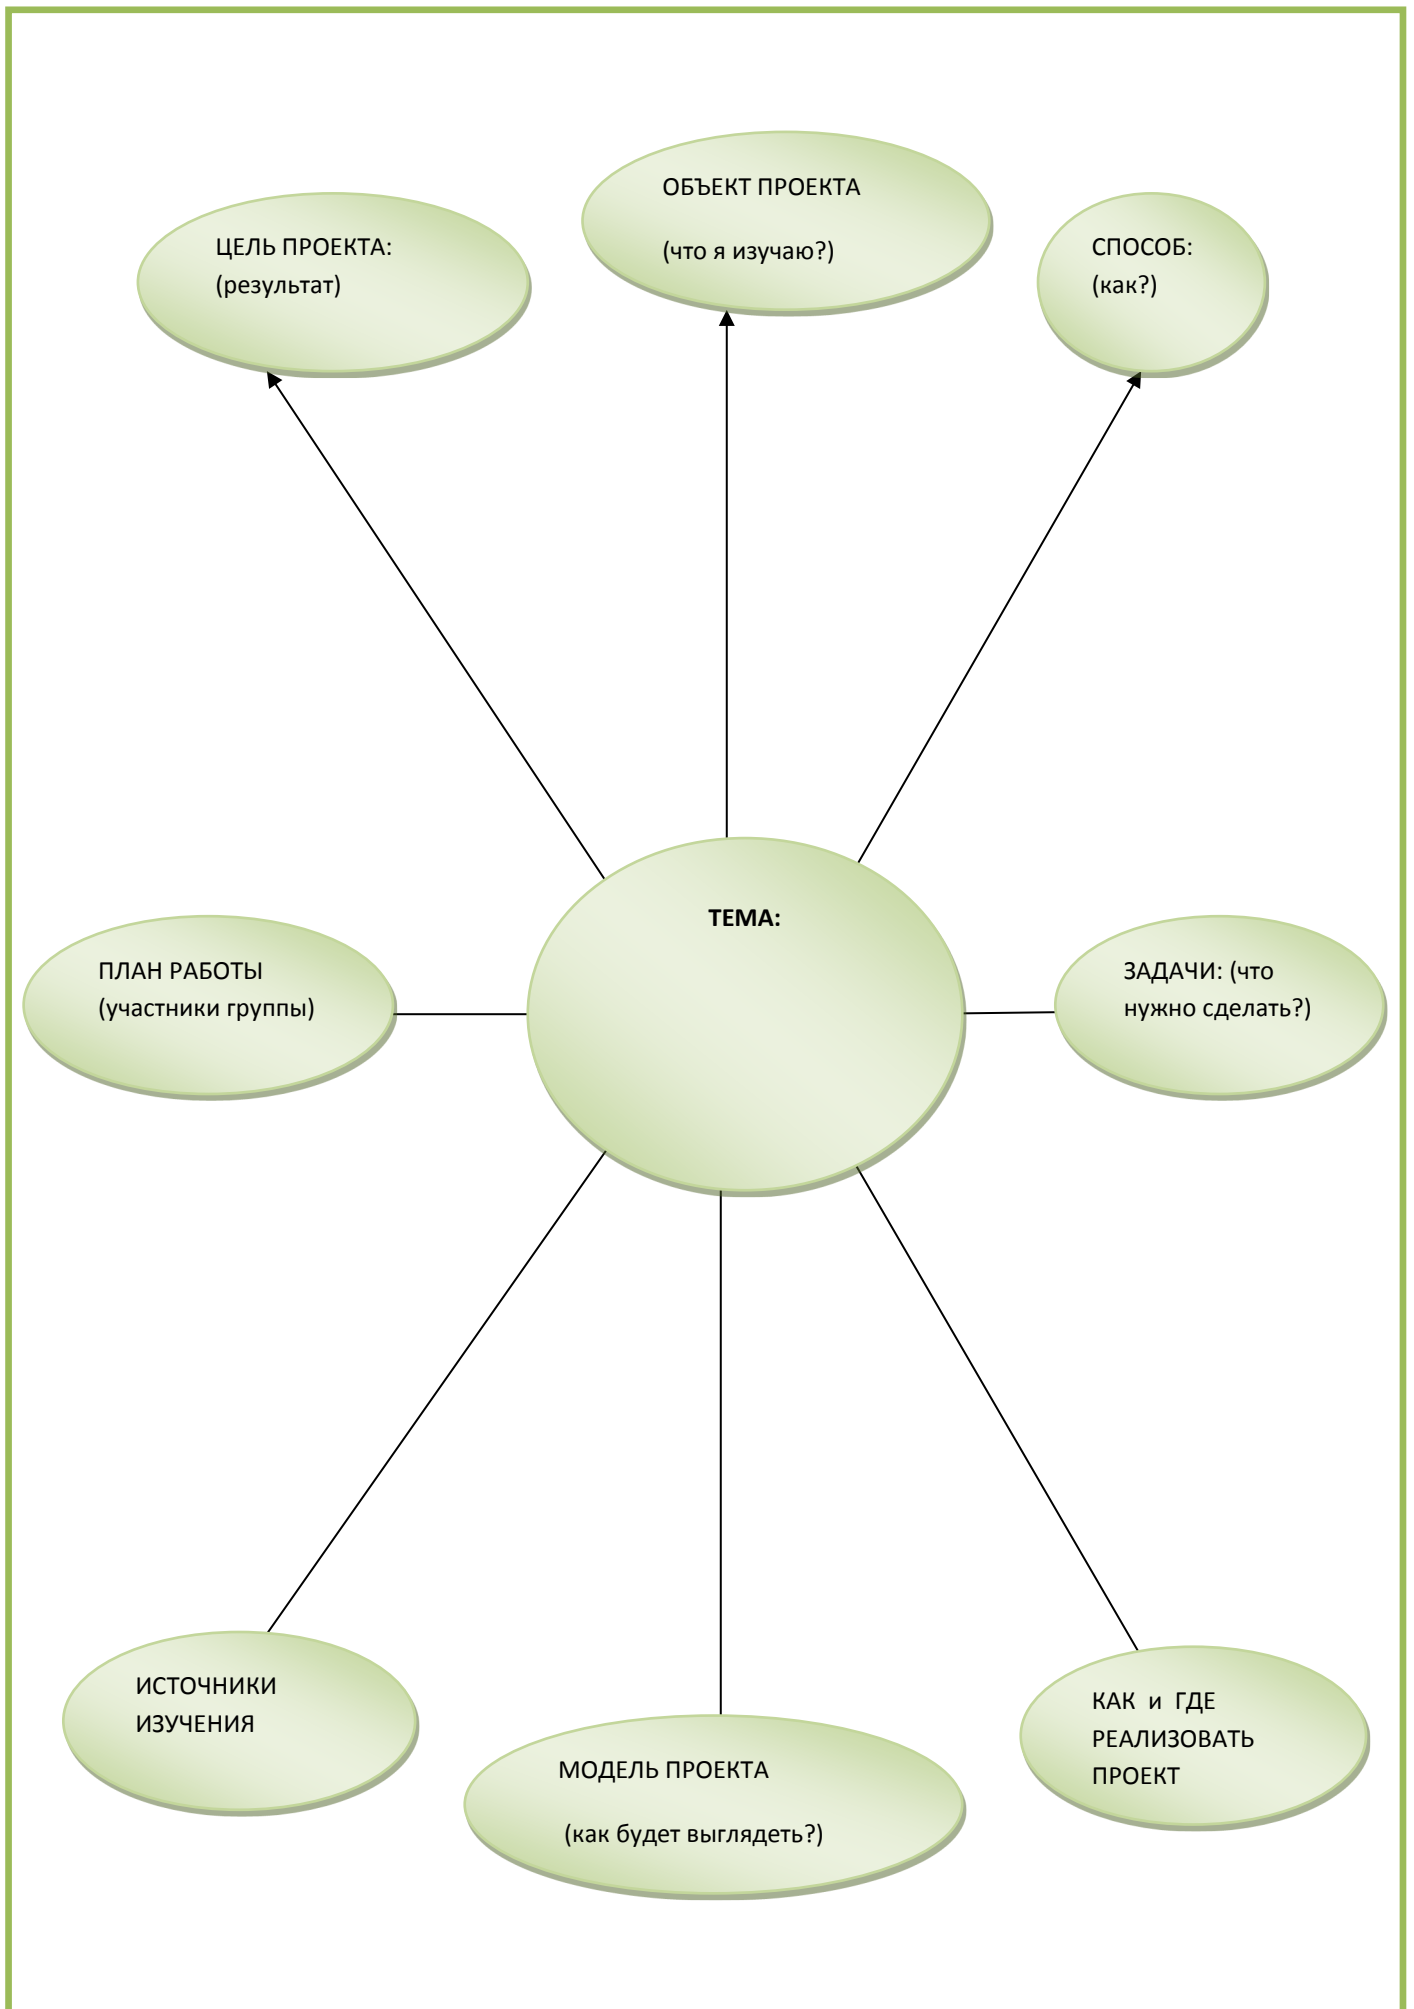 ОБЪЕКТ ПРОЕКТА
(что я изучаю?)
ЦЕЛЬ ПРОЕКТА:
(результат)
СПОСОБ:
(как?)
ТЕМА:
ПЛАН РАБОТЫ
(участники группы)
ЗАДАЧИ: (что
нужно сделать?)
ИСТОЧНИКИ
ИЗУЧЕНИЯ
МОДЕЛЬ ПРОЕКТА
(как будет выглядеть?)
КАК и ГДЕ
РЕАЛИЗОВАТЬ
ПРОЕКТ